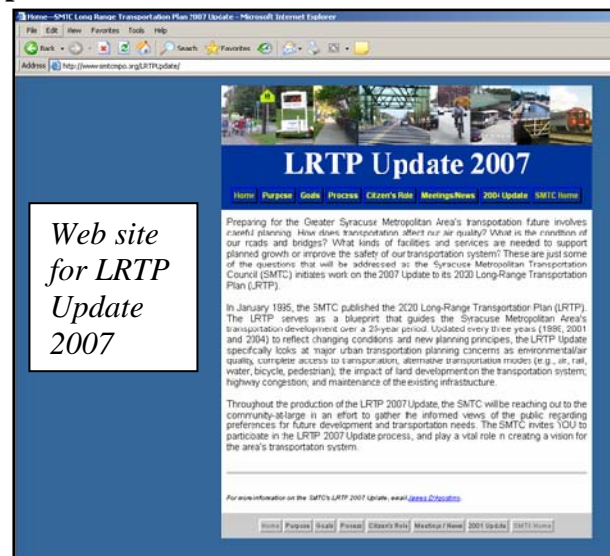 Home—SMTC Long Range Transportation Plan 2007 Update - Microsoft Internet Explorer
File Edit View Favorites Tools Help
Back Search Favorites
Address http://www.smtcmpo.org/LRTPUpdate/
LRTP Update 2007
Home Purpose Goals Process Citizen's Role Meetings/News 2004 Update SMTC Home
Web site
for LRTP
Update
2007
Preparing for the Greater Syracuse Metropolitan Area's transportation future involves
careful planning. How does transportation affect our air quality? What is the condition of
our roads and bridges? What kinds of facilities and services are needed to support
planned growth or improve the safety of our transportation system? These are just some
of the questions that will be addressed as the Syracuse Metropolitan Transportation
Council (SMTC) initiates work on the 2007 Update to its 2020 Long-Range Transportation
Plan (LRTP).
In January 1995, the SMTC published the 2020 Long-Range Transportation Plan (LRTP).
The LRTP serves as a blueprint that guides the Syracuse Metropolitan Area's
transportation development over a 25-year period. Updated every three years (1998, 2001
and 2004) to reflect changing conditions and new planning principes, the LRTP Update
specifically looks at major urban transportation planning concerns as environmental/air
quality, complete access to transportation, alternative transportation modes (e.g., air, rail,
water, bicycle, pedestrian); the impact of land development on the transportation system;
highway congestion; and maintenance of the existing infrastructure.
Throughout the production of the LRTP 2007 Update, the SMTC will be reaching out to the
community-at-large in an effort to gather the informed views of the public regarding
preferences for future development and transportation needs. The SMTC invites YOU to
participate in the LRTP 2007 Update process, and play a vital role in creating a vision for
the area's transportation system.
For more information on the SMTC's LRTP 2007 Update, email James D'Agostino.
Home Purpose Goals Process Citizen's Role Meetings / News 2001 Update SMTC Home